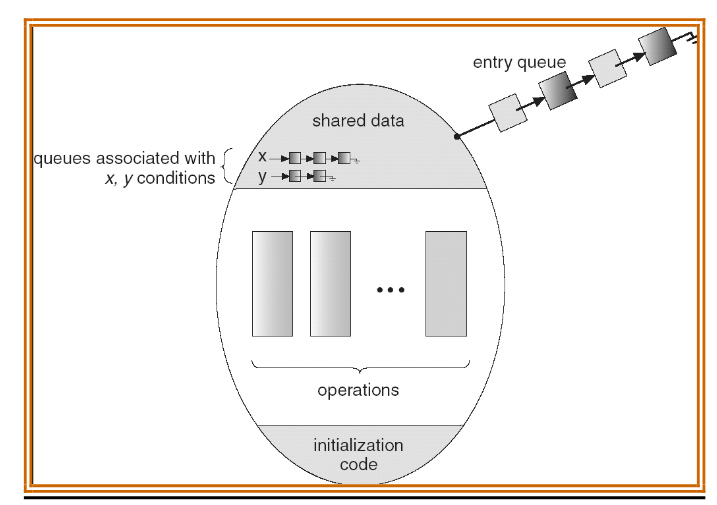 entry queue
shared data
queues associated with
x, y conditions
x
y
operations
initialization
code